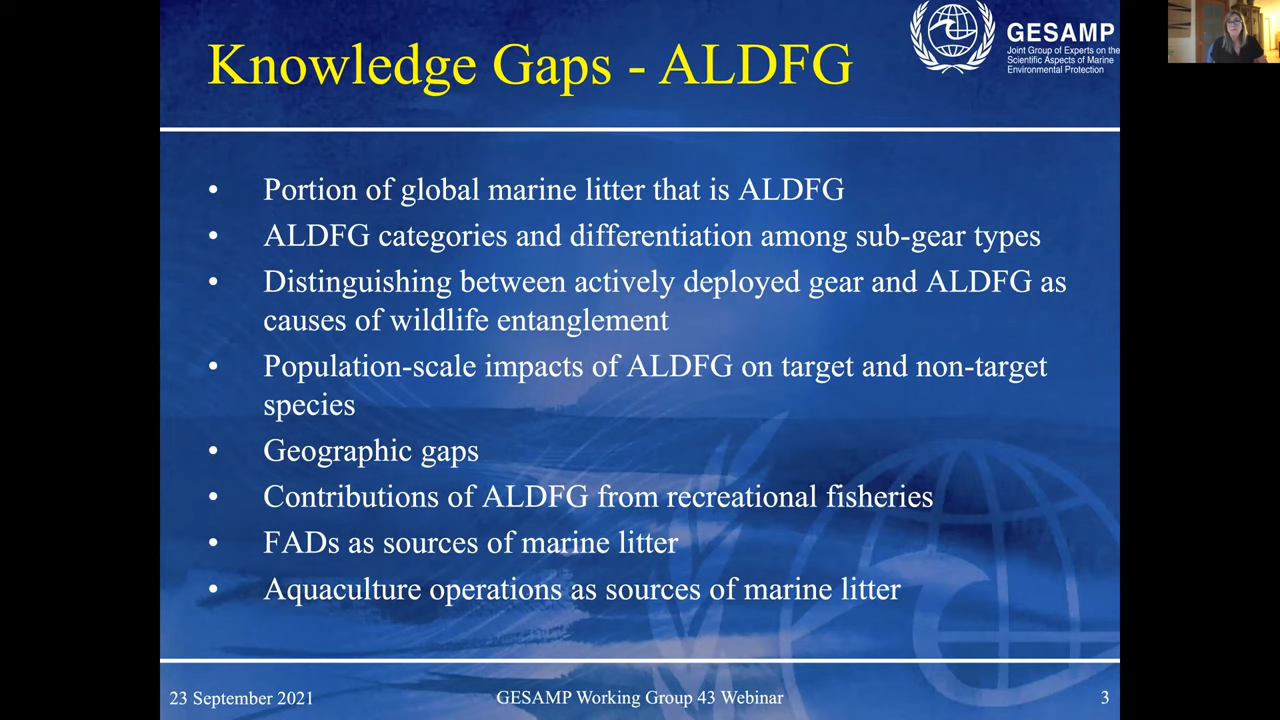 Knowledge Gaps - ALDFG
GESAMP
Joint Group of Experts on the
Scientific Aspects of Marine
Environmental Protection
• Portion of global marine litter that is ALDFG
• ALDFG categories and differentiation among sub-gear types
• Distinguishing between actively deployed gear and ALDFG as
causes of wildlife entanglement
• Population-scale impacts of ALDFG on target and non-target
species
• Geographic gaps
• Contributions of ALDFG from recreational fisheries
• FADs as sources of marine litter
• Aquaculture operations as sources of marine litter
23 September 2021
GESAMP Working Group 43 Webinar
3